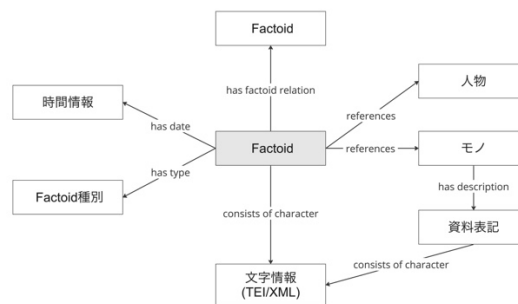 Factoid
has factoid relation
人物
時間情報
references
has date
Factoid
references
モノ
has type
has description
Factoid種別
consists of character
資料表記
consists of character
文字情報
(TEI/XML)